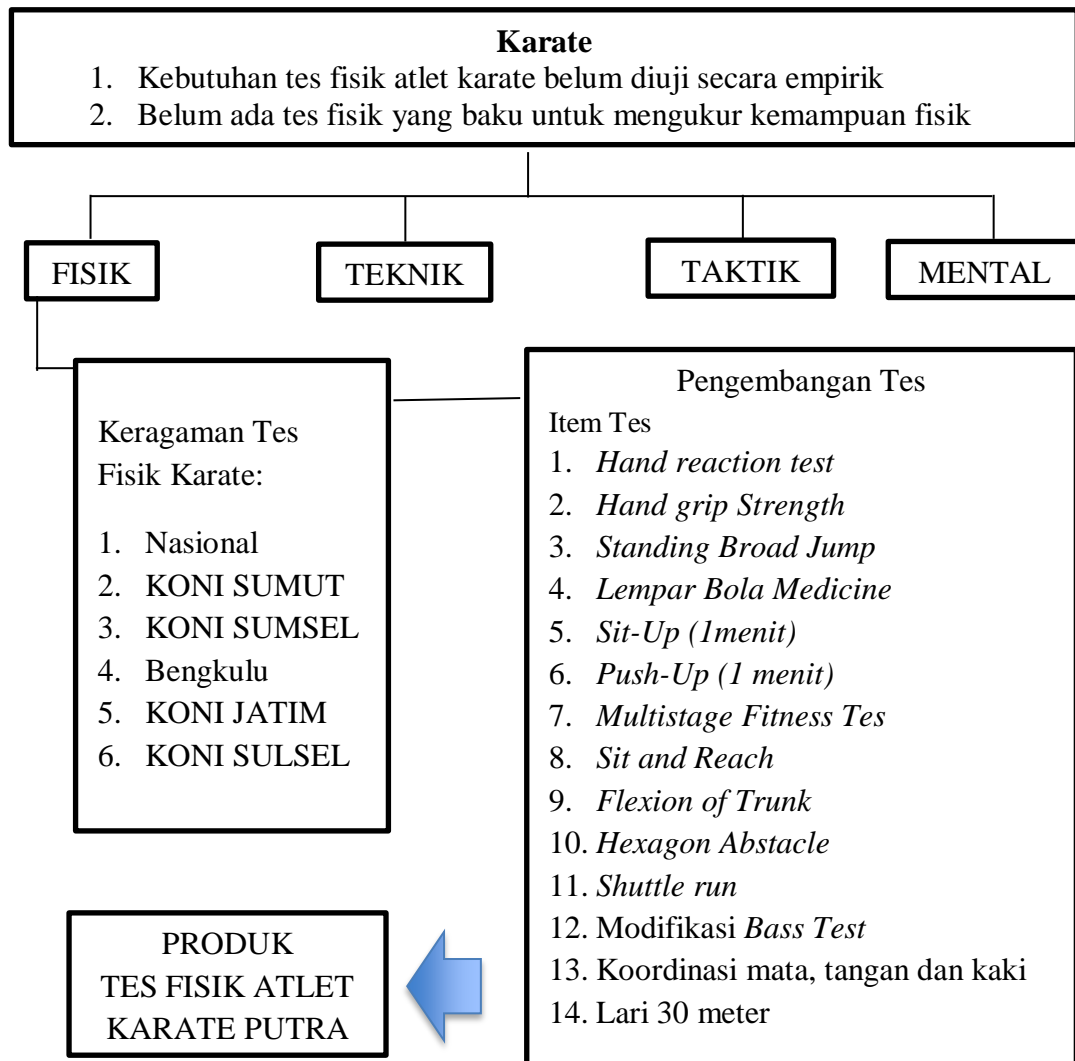 Karate
1. Kebutuhan tes fisik atlet karate belum diuji secara empirik
2. Belum ada tes fisik yang baku untuk mengukur kemampuan fisik
FISIK
TEKNIK
TAKTIK
MENTAL
Keragaman Tes
Fisik Karate:
1. Nasional
2. KONI SUMUT
3. KONI SUMSEL
4. Bengkulu
5. KONI JATIM
6. KONI SULSEL
Pengembangan Tes
Item Tes
1. Hand reaction test
2. Hand grip Strength
3. Standing Broad Jump
4. Lempar Bola Medicine
5. Sit-Up (1menit)
6. Push-Up (1 menit)
7. Multistage Fitness Tes
8. Sit and Reach
9. Flexion of Trunk
10. Hexagon Abstacle
11. Shuttle run
12. Modifikasi Bass Test
13. Koordinasi mata, tangan dan kaki
14. Lari 30 meter
PRODUK
TES FISIK ATLET
KARATE PUTRA